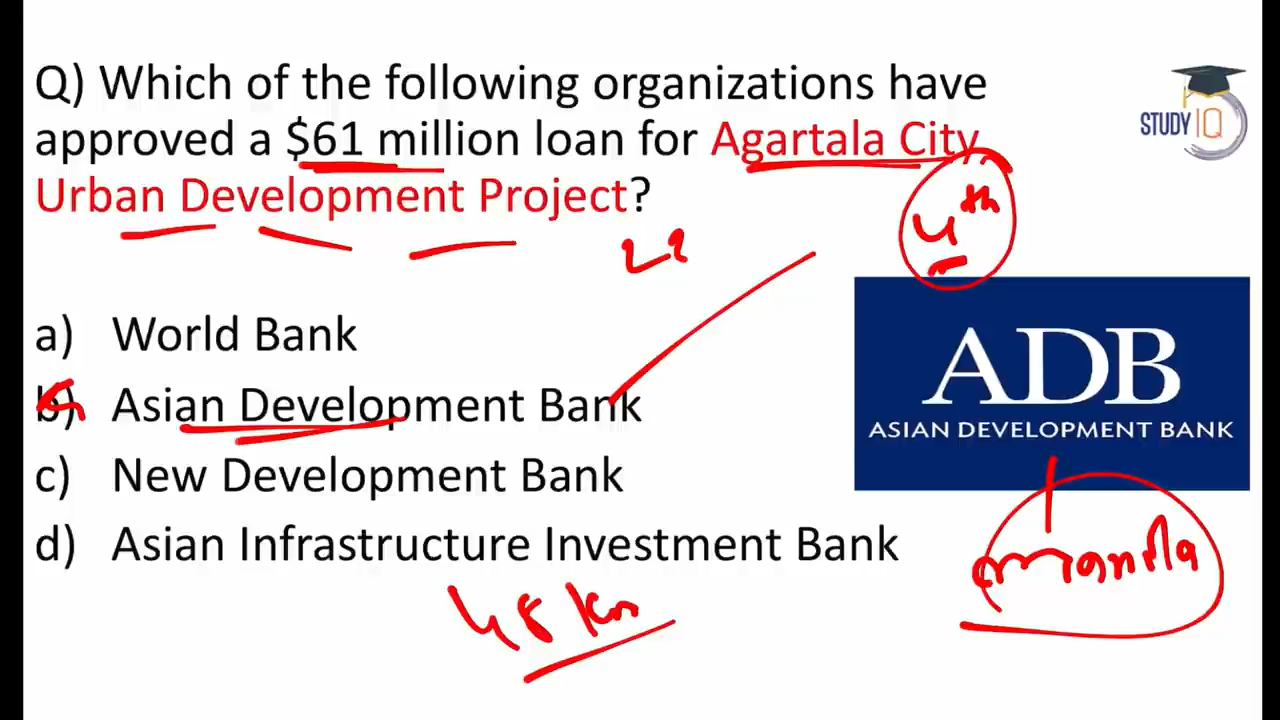 Q) Which of the following organizations have
approved a $61 million loan for Agartala City
Urban Development Project?
STUDY IQ
4th
22
a) World Bank
b) Asian Development Bank
c) New Development Bank
d) Asian Infrastructure Investment Bank
ADB
ASIAN DEVELOPMENT BANK
manila
48 km